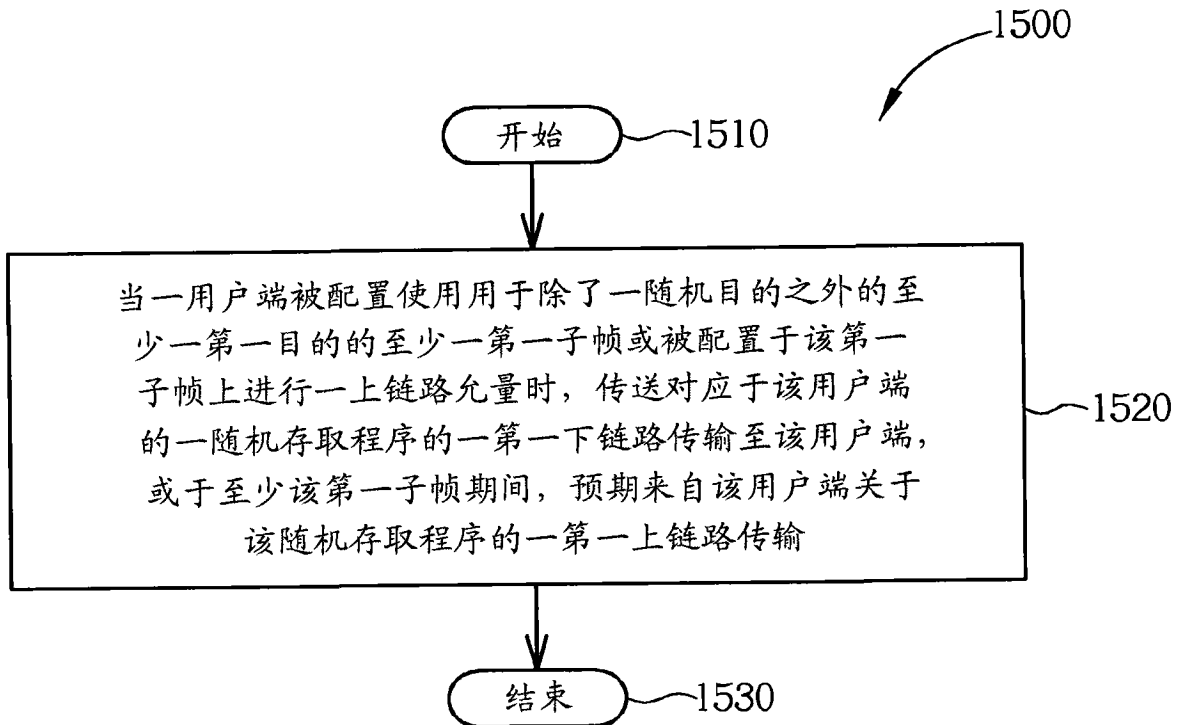 1500
开始
1510
当一用户端被配置使用用于除了一随机目的之外的至
少一第一目的的至少一第一子帧或被配置于该第一
子帧上进行一上链路允量时，传送对应于该用户端
的一随机存取程序的一第一下链路传输至该用户端，
或于至少该第一子帧期间，预期来自该用户端关于
该随机存取程序的一第一上链路传输
1520
结束
1530